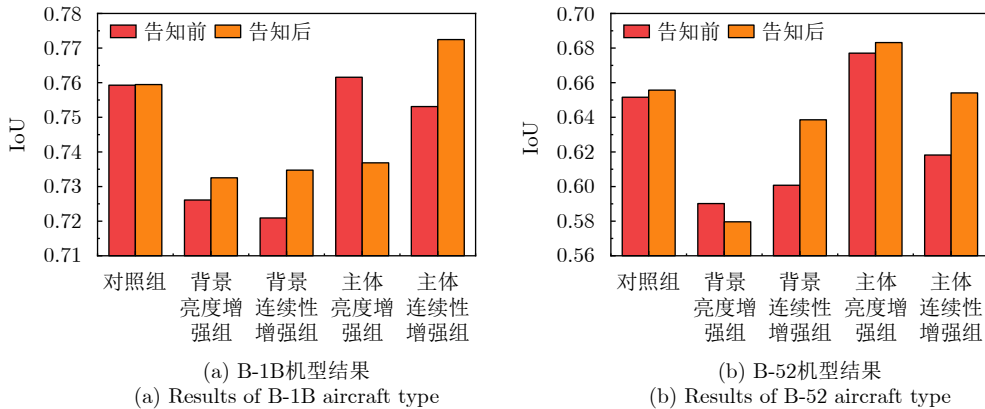 0.78
0.77
0.76
0.75
0.74
0.73
0.72
0.71
IoU
告知前 告知后
对照组
背景
亮度增
强组
背景
连续性
增强组
主体
亮度增
强组
主体
连续性
增强组
(a) B-1B机型结果
(a) Results of B-1B aircraft type
0.70
0.68
0.66
0.64
0.62
0.60
0.58
0.56
IoU
告知前 告知后
对照组
背景
亮度增
强组
背景
连续性
增强组
主体
亮度增
强组
主体
连续性
增强组
(b) B-52机型结果
(b) Results of B-52 aircraft type